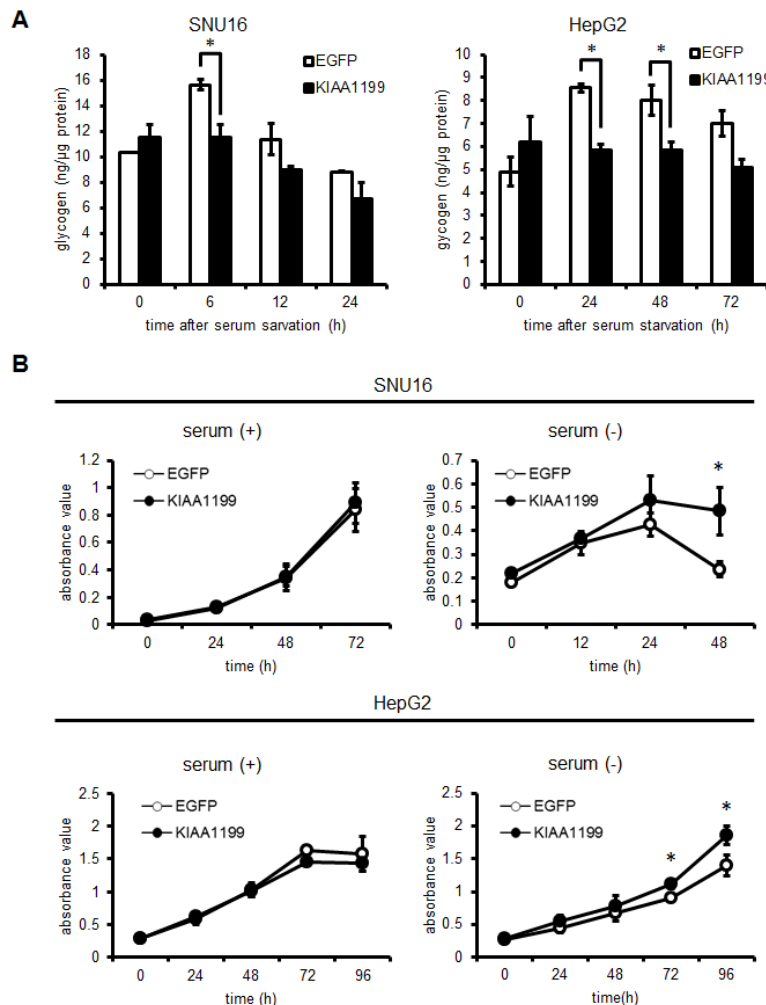 A
SNU16
HepG2
glycogen (ng/µg protein)
18
16
14
12
10
8
6
4
2
0
*
EGFP
KIAA1199
0 6 12 24
time after serum sarvation (h)
gycogen (ng/µg protein)
10
9
8
7
6
5
4
3
2
1
0
* *
EGFP
KIAA1199
0 24 48 72
time after serum starvation (h)
B
SNU16
serum (+)
absorbance value
1.2
1
0.8
0.6
0.4
0.2
0
EGFP
KIAA1199
0 24 48 72
time (h)
serum (-)
absorbance value
0.7
0.6
0.5
0.4
0.3
0.2
0.1
0
EGFP
KIAA1199
*
0 12 24 48
time (h)
HepG2
serum (+)
absorbance value
2.5
2
1.5
1
0.5
0
EGFP
KIAA1199
0 24 48 72 96
time (h)
serum (-)
absorbance value
2.5
2
1.5
1
0.5
0
EGFP
KIAA1199
* *
0 24 48 72 96
time(h)